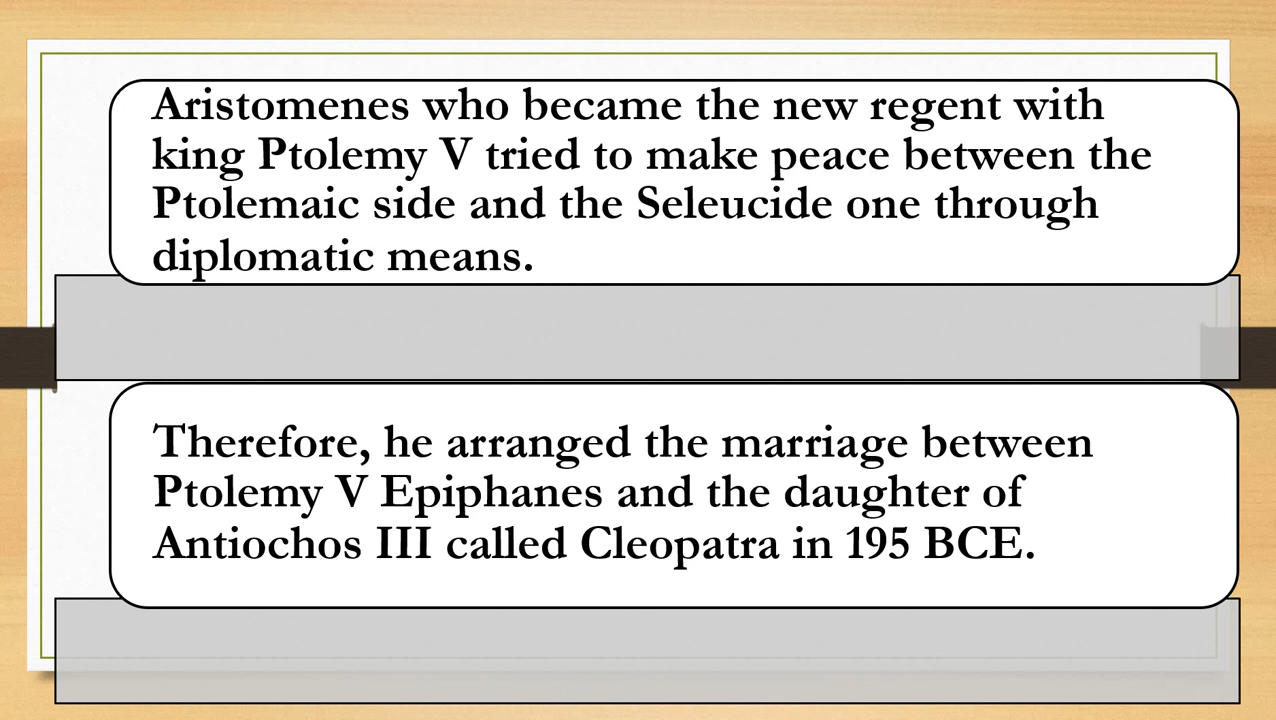 Aristomenes who became the new regent with
king Ptolemy V tried to make peace between the
Ptolemaic side and the Seleucide one through
diplomatic means.
Therefore, he arranged the marriage between
Ptolemy V Epiphanes and the daughter of
Antiochos III called Cleopatra in 195 BCE.